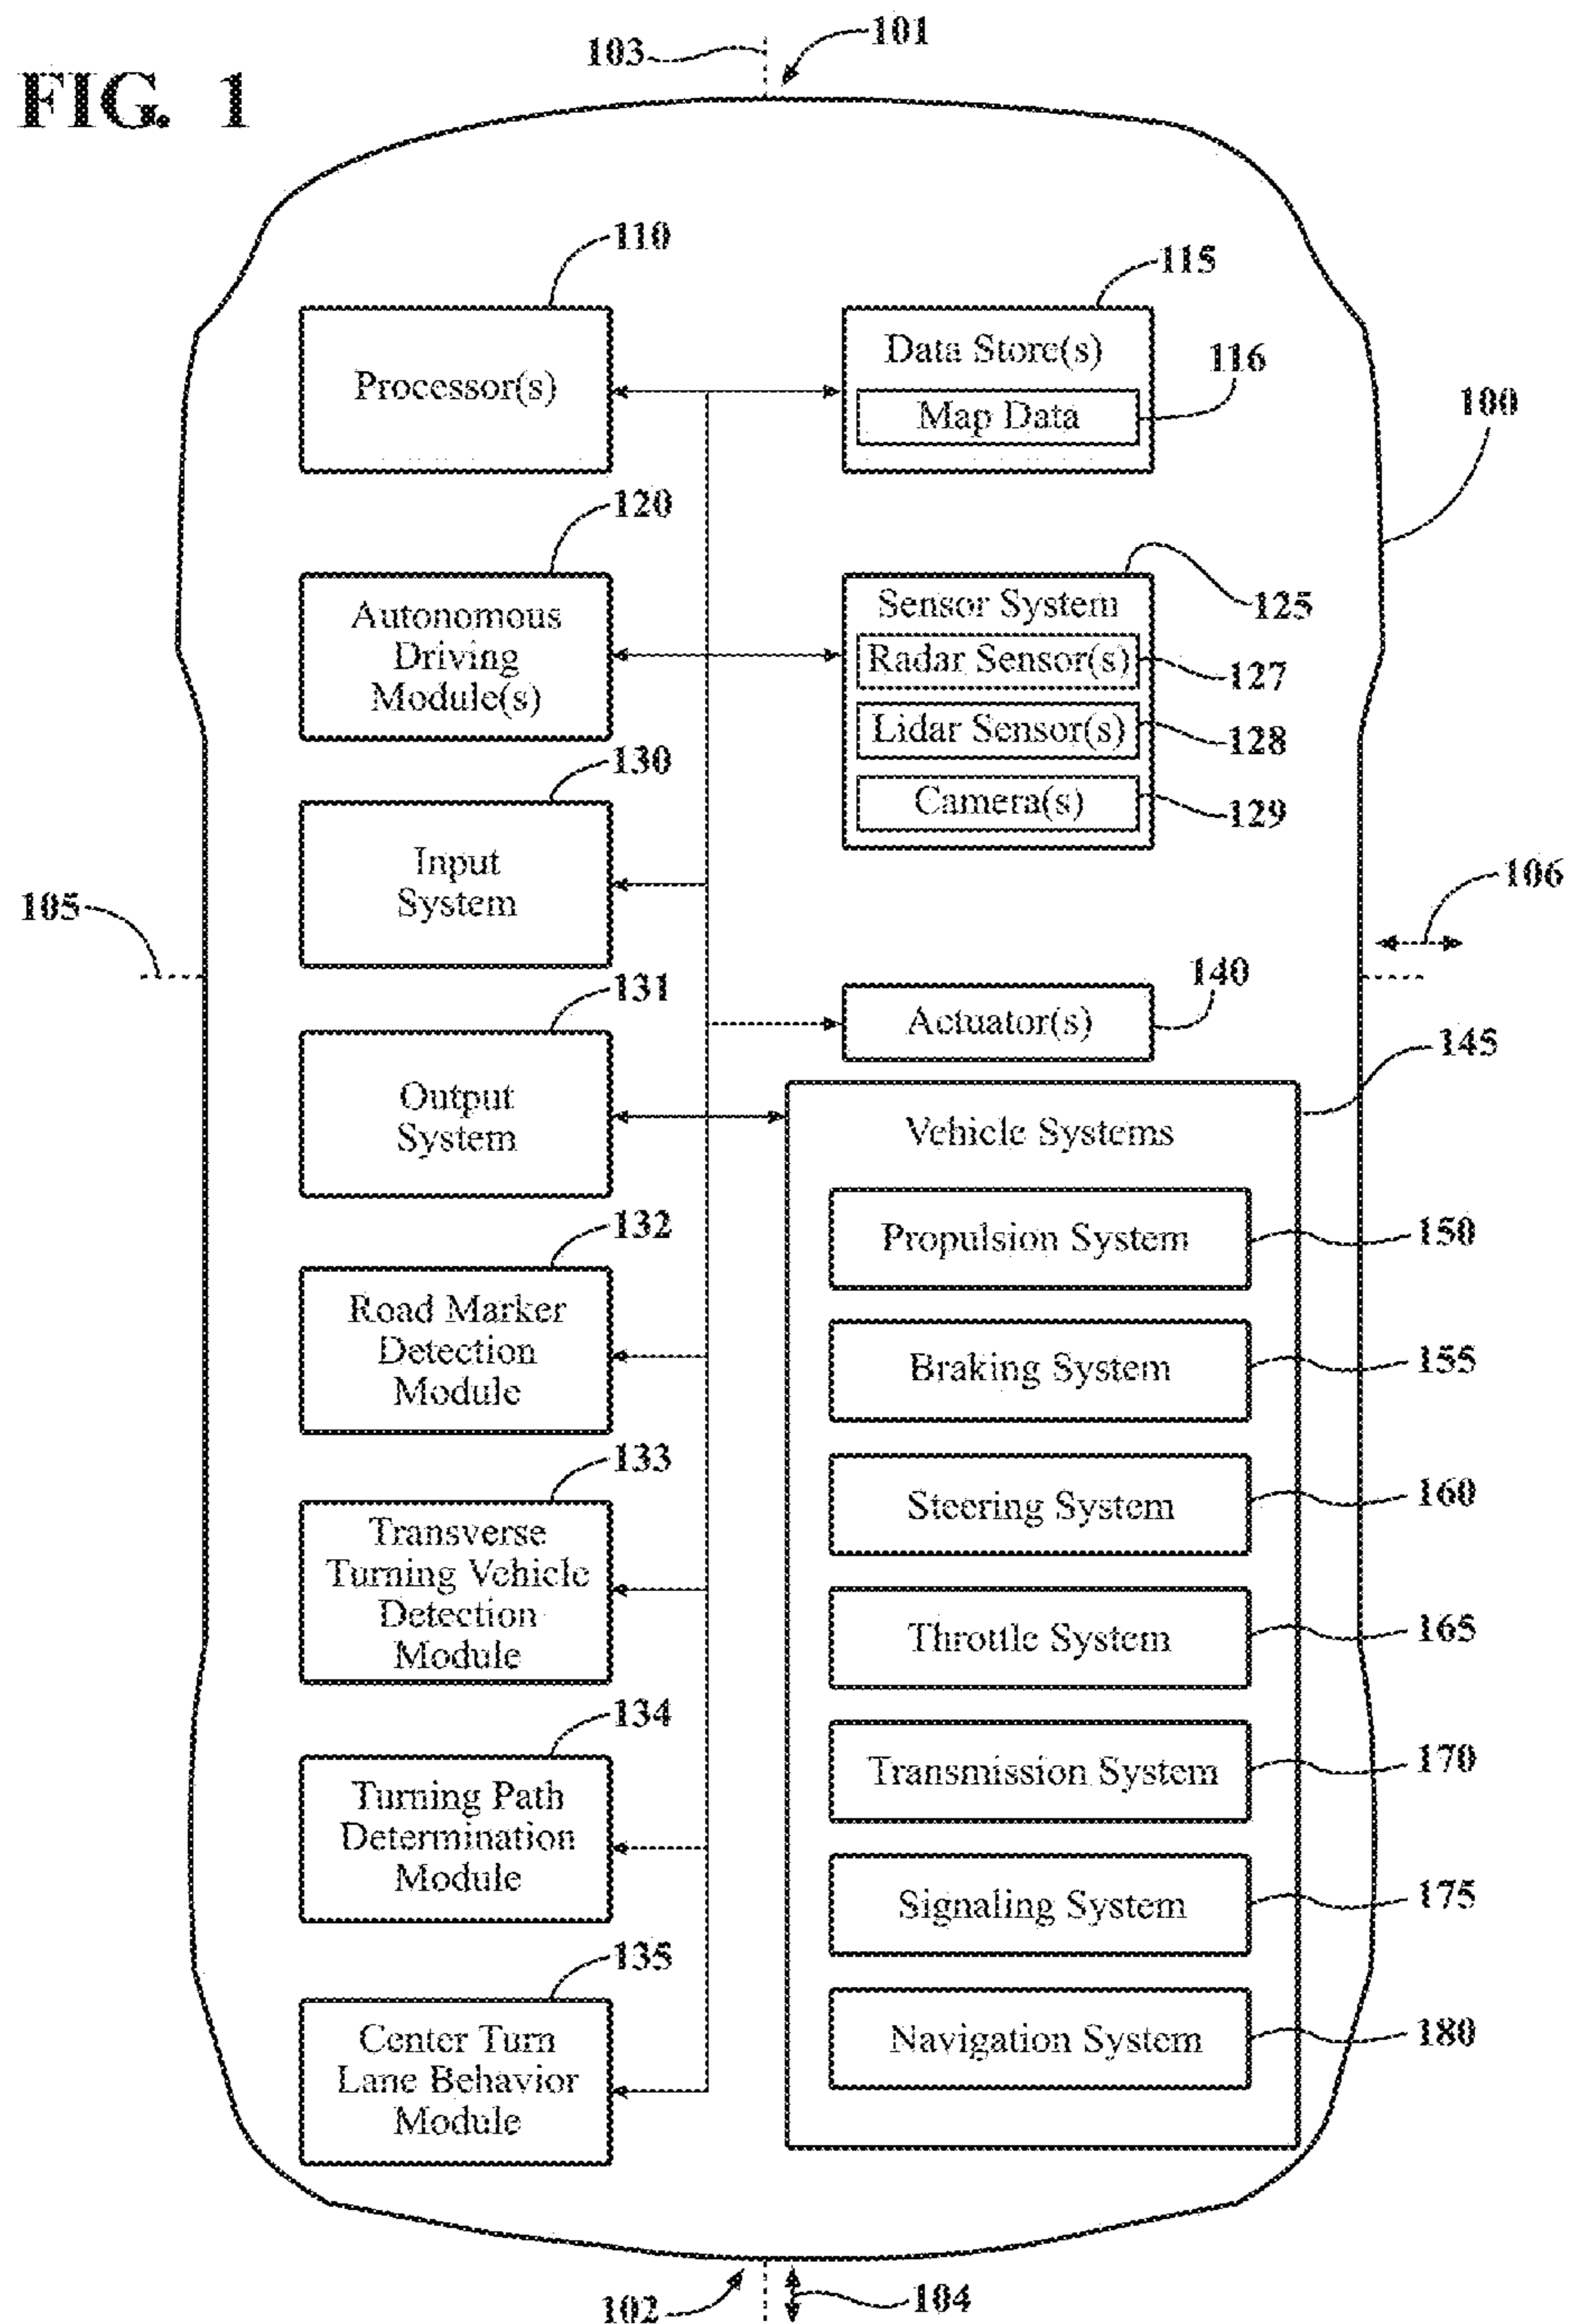 FIG. 1
103
101
110
Processor(s)
115
Data Store(s)
116
Map Data
100
120
Autonomous
Driving
Module(s)
125
Sensor System
Radar Sensor(s)
127
Lidar Sensor(s)
128
Camera(s)
129
130
Input
System
105
106
131
Output
System
140
Actuator(s)
145
Vehicle Systems
Propulsion System
150
Braking System
155
Steering System
160
Throttle System
165
Transmission System
170
Signaling System
175
Navigation System
180
132
Road Marker
Detection
Module
133
Transverse
Turning Vehicle
Detection
Module
134
Turning Path
Determination
Module
135
Center Turn
Lane Behavior
Module
102
104